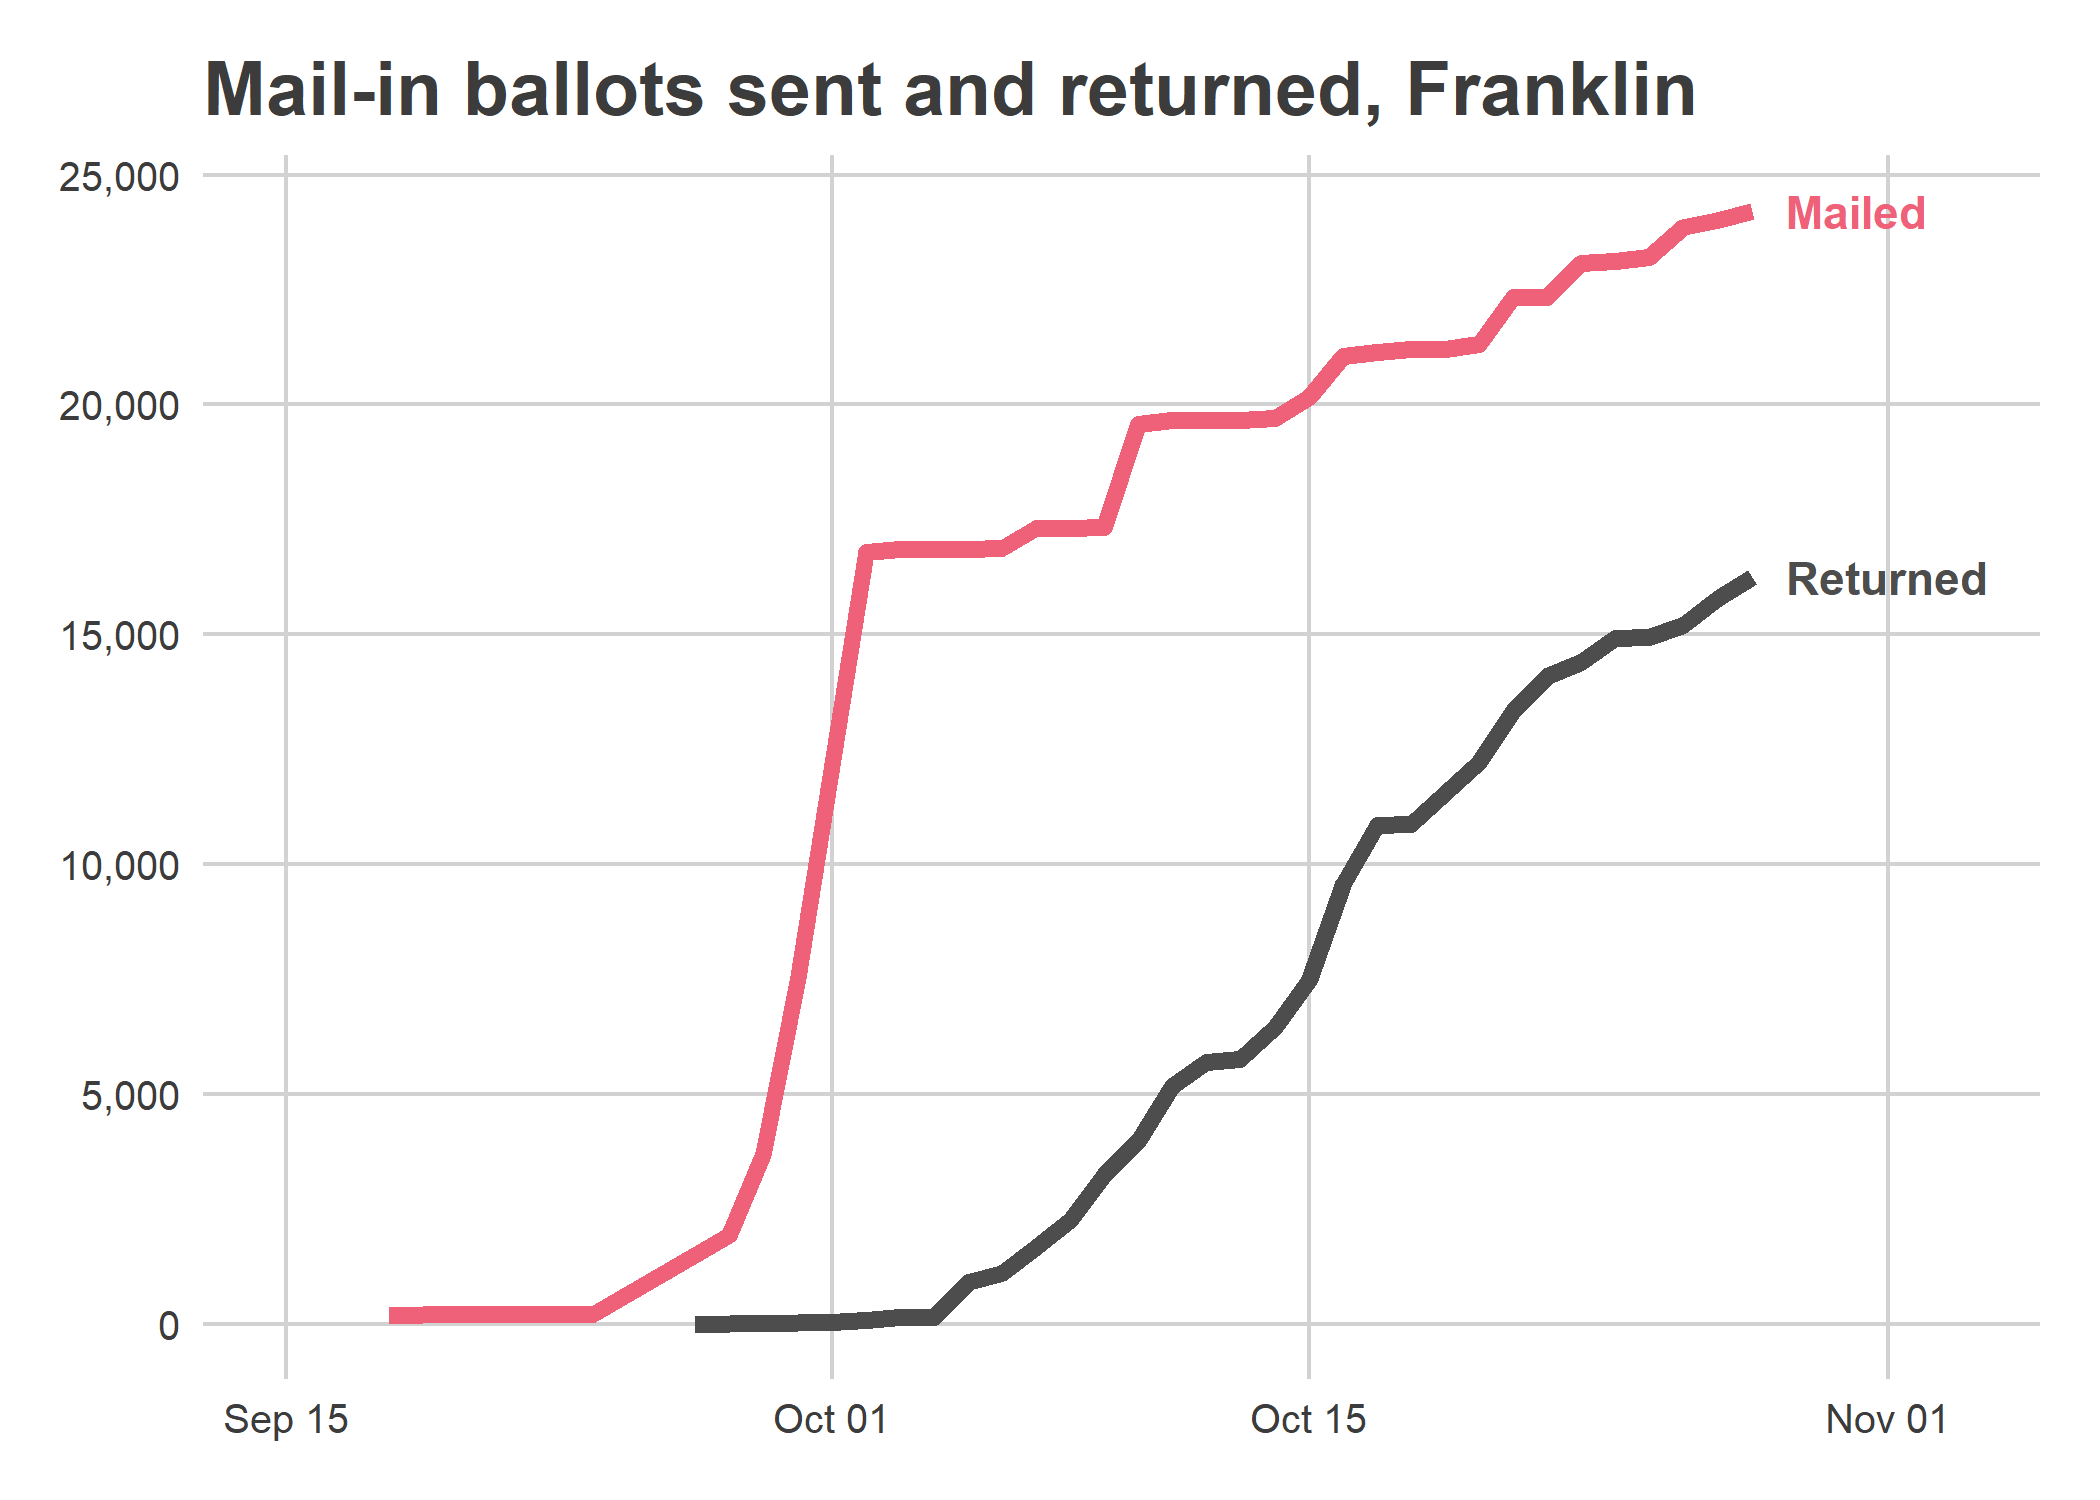 Mail-in ballots sent and returned, Franklin
25,000
Mailed
20,000
Returned
15,000
10,000
5,000
0
Sep 15 Oct 01 Oct 15 Nov 01